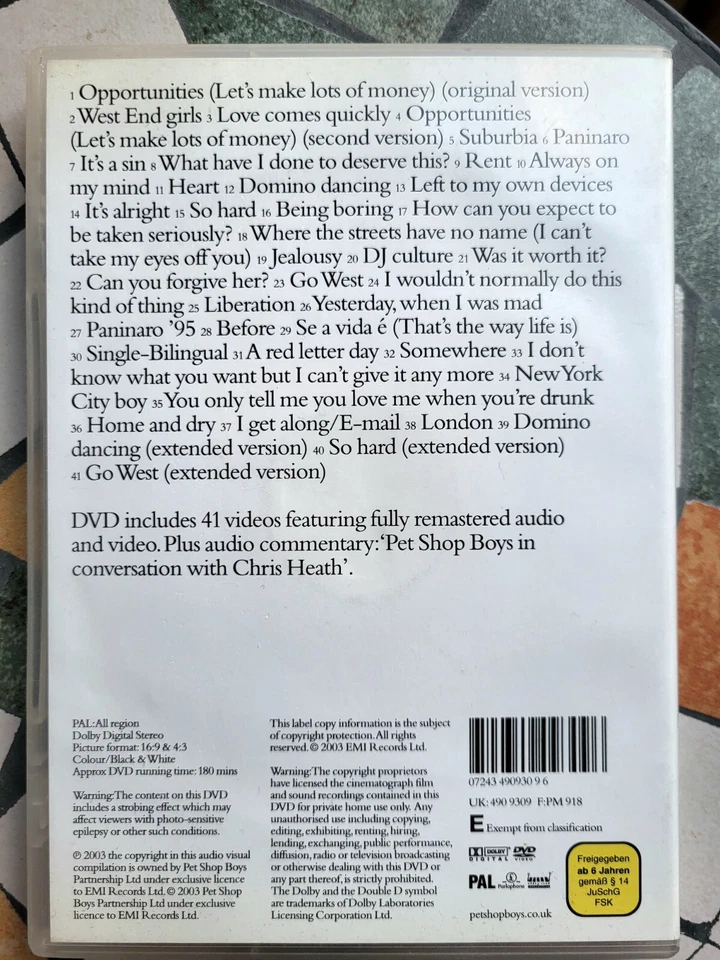 1 Opportunities (Let's make lots of money) (original version)
2 West End girls 3 Love comes quickly 4 Opportunities
(Let's make lots of money) (second version) 5 Suburbia 6 Paninaro
7 It's a sin 8 What have I done to deserve this? 9 Rent 10 Always on
my mind 11 Heart 12 Domino dancing 13 Left to my own devices
14 It's alright 15 So hard 16 Being boring 17 How can you expect to
be taken seriously? 18 Where the streets have no name (I can't
take my eyes off you) 19 Jealousy 20 DJ culture 21 Was it worth it?
22 Can you forgive her? 23 Go West 24 I wouldn't normally do this
kind of thing 25 Liberation 26 Yesterday, when I was mad
27 Paninaro '95 28 Before 29 Se a vida é (That's the way life is)
30 Single-Bilingual 31 A red letter day 32 Somewhere 33 I don't
know what you want but I can't give it any more 34 New York
City boy 35 You only tell me you love me when you're drunk
36 Home and dry 37 I get along/E-mail 38 London 39 Domino
dancing (extended version) 40 So hard (extended version)
41 Go West (extended version)
DVD includes 41 videos featuring fully remastered audio
and video. Plus audio commentary: 'Pet Shop Boys in
conversation with Chris Heath'.
PAL: All region
Dolby Digital Stereo
Picture format: 16:9 & 4:3
Colour/Black & White
Approx DVD running time: 180 mins
Warning: The content on this DVD
includes a strobing effect which may
affect viewers with photo-sensitive
epilepsy or other such conditions.
℗ 2003 the copyright in this audio visual
compilation is owned by Pet Shop Boys
Partnership Ltd under exclusive licence
to EMI Records Ltd. © 2003 Pet Shop
Boys Partnership Ltd under exclusive
licence to EMI Records Ltd.
This label copy information is the subject
of copyright protection. All rights
reserved. © 2003 EMI Records Ltd.
Warning: The copyright proprietors
have licensed the cinematograph film
and sound recordings contained in this
DVD for private home use only. Any
unauthorised use including copying,
editing, exhibiting, renting, hiring,
lending, exchanging, public performance,
diffusion, radio or television broadcasting
or otherwise dealing with this DVD or
any part thereof, is strictly prohibited.
The Dolby and the Double D symbol
are trademarks of Dolby Laboratories
Licensing Corporation Ltd.
07243 490930 9 6
UK: 490 9309 F: PM 918
E Exempt from classification
DOLBY DIGITAL DVD VIDEO
PAL Parlophone
petshopboys.co.uk
Freigegeben
ab 6 Jahren
gemäß § 14
JuSchG
FSK